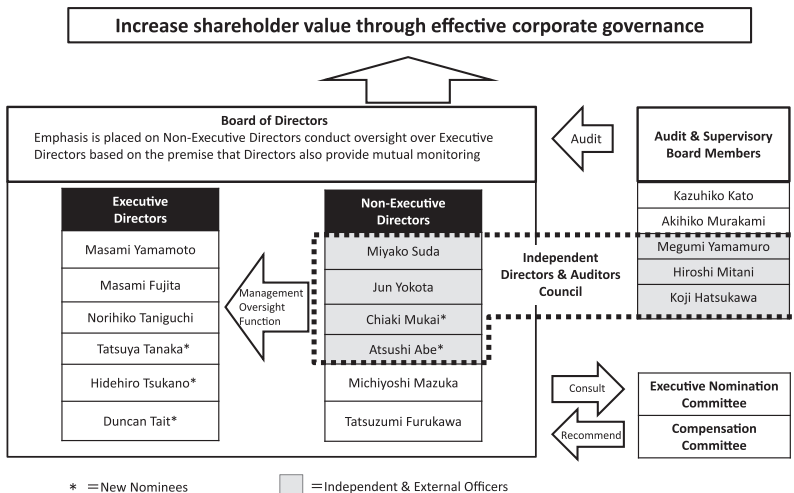 Increase shareholder value through effective corporate governance
Board of Directors
Emphasis is placed on Non-Executive Directors conduct oversight over Executive
Directors based on the premise that Directors also provide mutual monitoring
Audit
Audit & Supervisory
Board Members
Executive
Directors
Masami Yamamoto
Masami Fujita
Norihiko Taniguchi
Tatsuya Tanaka*
Hidehiro Tsukano*
Duncan Tait*
Management
Oversight
Function
Non-Executive
Directors
Miyako Suda
Jun Yokota
Chiaki Mukai*
Atsushi Abe*
Michiyoshi Mazuka
Tatsuzumi Furukawa
Independent
Directors & Auditors
Council
Kazuhiko Kato
Akihiko Murakami
Megumi Yamamuro
Hiroshi Mitani
Koji Hatsukawa
Consult
Recommend
Executive Nomination
Committee
Compensation
Committee
* =New Nominees
=Independent & External Officers